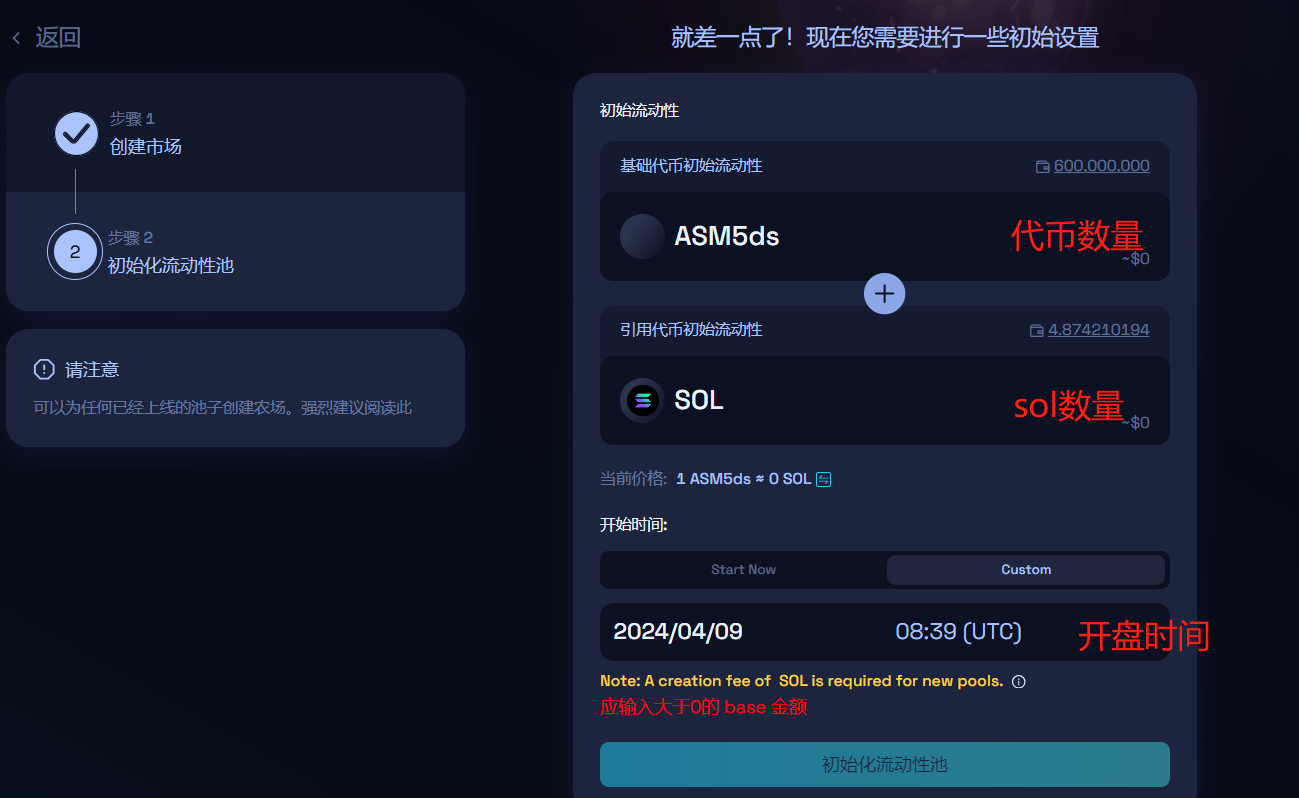 返回
就差一点了！现在您需要进行一些初始设置
步骤 1
创建市场
步骤 2
2
初始化流动性池
请注意
可以为任何已经上线的池子创建农场。强烈建议阅读此
初始流动性
基础代币初始流动性
600,000,000
ASM5ds
代币数量
~$0
引用代币初始流动性
4.874210194
SOL
sol数量
~$0
当前价格: 1 ASM5ds ≈ 0 SOL
开始时间:
Start Now
Custom
2024/04/09
08:39 (UTC)
开盘时间
Note: A creation fee of SOL is required for new pools.
应输入大于0的 base 金额
初始化流动性池